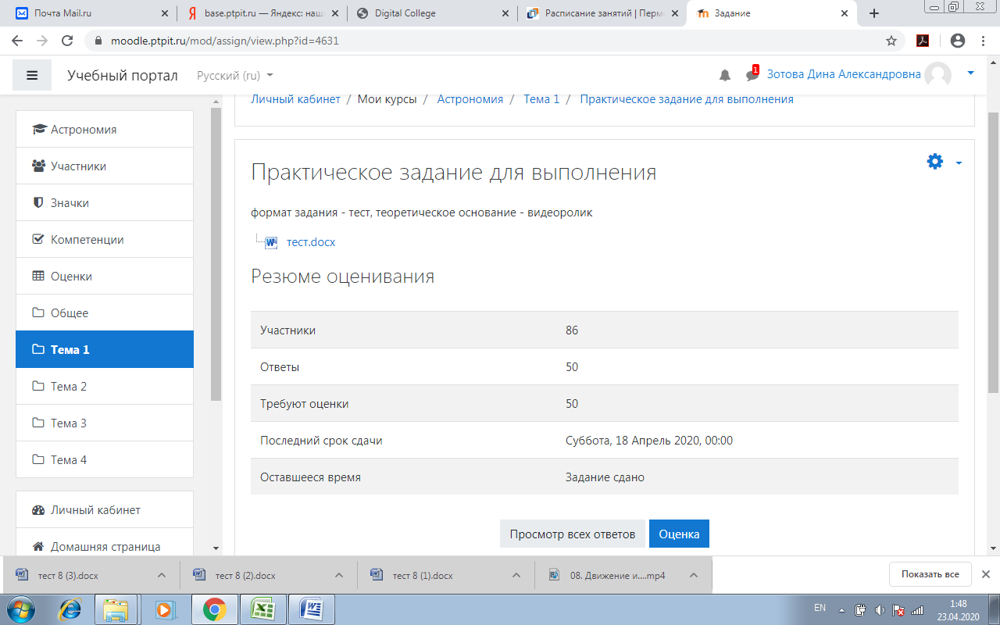 Почта Mail.ru
base.ptpit.ru — Яндекс: наш
Digital College
Расписание занятий | Перм
Задание
moodle.ptpit.ru/mod/assign/view.php?id=4631
Учебный портал
Русский (ru)
1
Зотова Дина Александровна
Личный кабинет / Мои курсы / Астрономия / Тема 1 / Практическое задание для выполнения
Астрономия
Участники
Значки
Компетенции
Оценки
Общее
Тема 1
Тема 2
Тема 3
Тема 4
Личный кабинет
Домашняя страница
Практическое задание для выполнения
формат задания - тест, теоретическое основание - видеоролик
тест.docx
Резюме оценивания
Участники 86
Ответы 50
Требуют оценки 50
Последний срок сдачи Суббота, 18 Апрель 2020, 00:00
Оставшееся время Задание сдано
Просмотр всех ответов
Оценка
тест 8 (3).docx
тест 8 (2).docx
тест 8 (1).docx
08. Движение и....mp4
Показать все
EN
1:48
23.04.2020